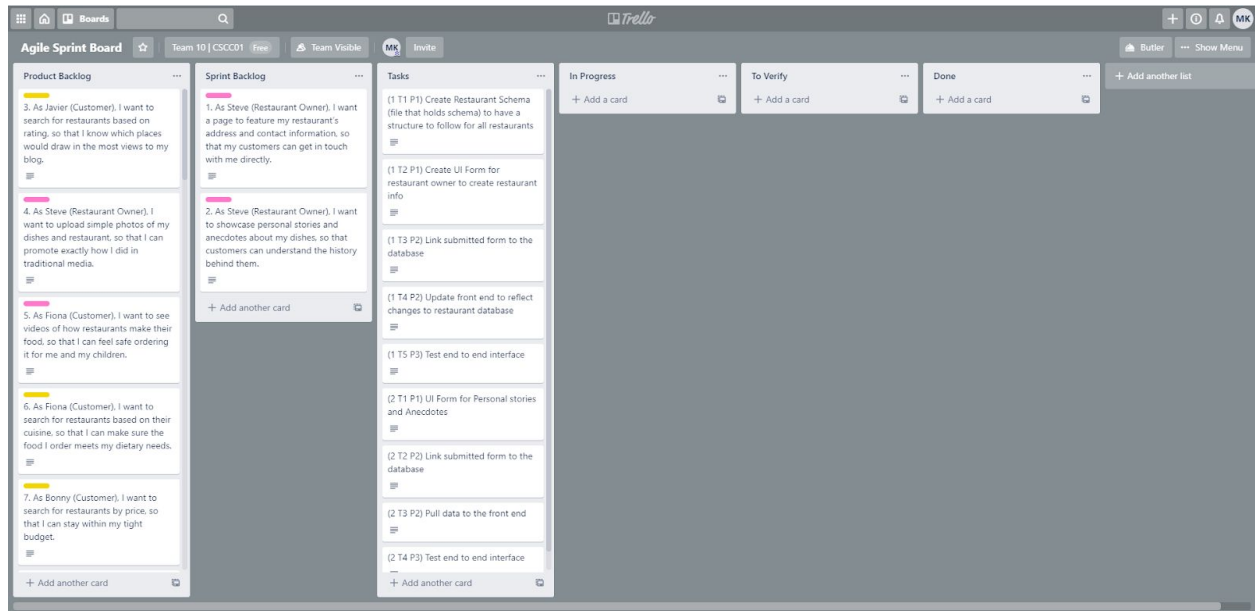 Boards
Trello
MK
Agile Sprint Board
Team 10 | CSCC01 Free
Team Visible
MK
Invite
Butler
Show Menu
Product Backlog
3. As Javier (Customer), I want to
search for restaurants based on
rating, so that I know which places
would draw in the most views to my
blog.
4. As Steve (Restaurant Owner), I
want to upload simple photos of my
dishes and restaurant, so that I can
promote exactly how I did in
traditional media.
5. As Fiona (Customer), I want to see
videos of how restaurants make their
food, so that I can feel safe ordering
it for me and my children.
6. As Fiona (Customer), I want to
search for restaurants based on their
cuisine, so that I can make sure the
food I order meets my dietary needs.
7. As Bonny (Customer), I want to
search for restaurants by price, so
that I can stay within my tight
budget.
+ Add another card
Sprint Backlog
1. As Steve (Restaurant Owner), I want
a page to feature my restaurant's
address and contact information, so
that my customers can get in touch
with me directly.
2. As Steve (Restaurant Owner), I want
to showcase personal stories and
anecdotes about my dishes, so that
customers can understand the history
behind them.
+ Add another card
Tasks
(1 T1 P1) Create Restaurant Schema
(file that holds schema) to have a
structure to follow for all restaurants
(1 T2 P1) Create UI Form for
restaurant owner to create restaurant
info
(1 T3 P2) Link submitted form to the
database
(1 T4 P2) Update front end to reflect
changes to restaurant database
(1 T5 P3) Test end to end interface
(2 T1 P1) UI Form for Personal stories
and Anecdotes
(2 T2 P2) Link submitted form to the
database
(2 T3 P2) Pull data to the front end
(2 T4 P3) Test end to end interface
+ Add another card
In Progress
+ Add a card
To Verify
+ Add a card
Done
+ Add a card
+ Add another list